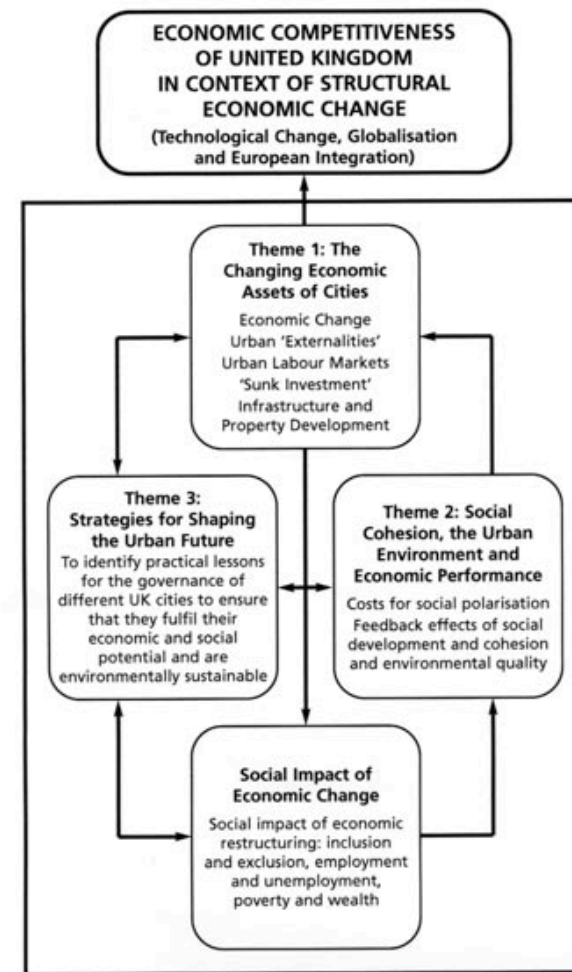 ECONOMIC COMPETITIVENESS
OF UNITED KINGDOM
IN CONTEXT OF STRUCTURAL
ECONOMIC CHANGE
(Technological Change, Globalisation
and European Integration)
Theme 1: The
Changing Economic
Assets of Cities
Economic Change
Urban ‘Externalities’
Urban Labour Markets
‘Sunk Investment’
Infrastructure and
Property Development
Theme 3:
Strategies for Shaping
the Urban Future
To identify practical lessons
for the governance of
different UK cities to ensure
that they fulfil their
economic and social
potential and are
environmentally sustainable
Theme 2: Social
Cohesion, the Urban
Environment and
Economic Performance
Costs for social polarisation
Feedback effects of social
development and cohesion
and environmental quality
Social Impact of
Economic Change
Social impact of economic
restructuring: inclusion
and exclusion, employment
and unemployment,
poverty and wealth